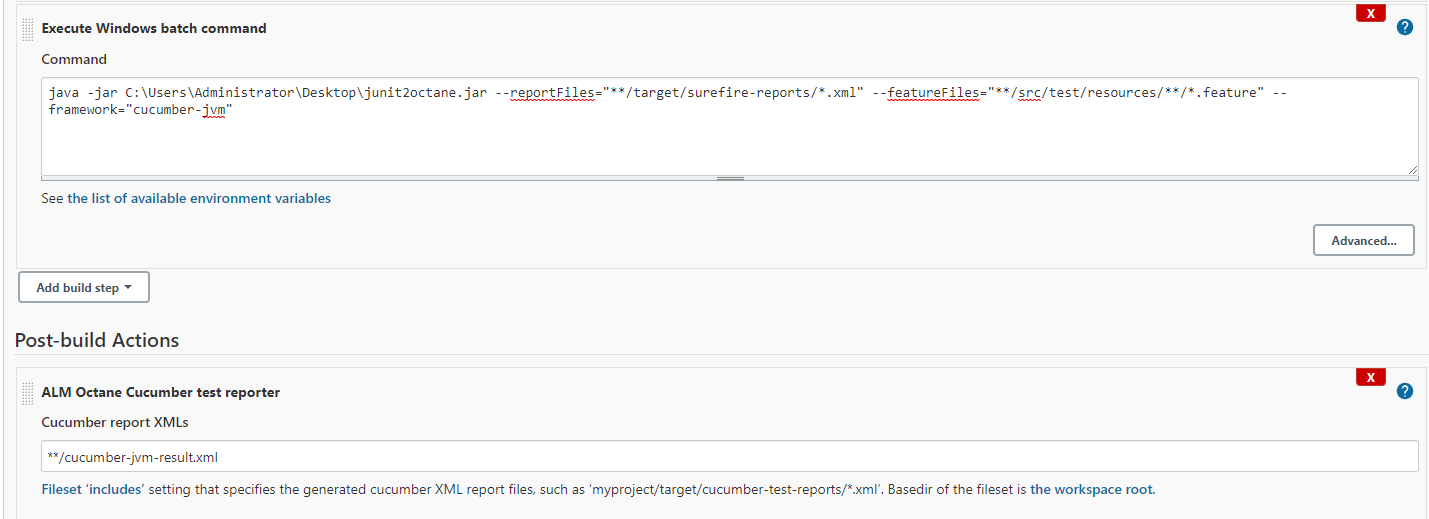 X
Execute Windows batch command
?
Command
java -jar C:\Users\Administrator\Desktop\junit2octane.jar --reportFiles="**/target/surefire-reports/*.xml" --featureFiles="**/src/test/resources/**/*.feature" --
framework="cucumber-jvm"
See the list of available environment variables
Advanced...
Add build step
Post-build Actions
X
ALM Octane Cucumber test reporter
?
Cucumber report XMLs
**/cucumber-jvm-result.xml
Fileset ‘includes’ setting that specifies the generated cucumber XML report files, such as ‘myproject/target/cucumber-test-reports/*.xml’. Basedir of the fileset is the workspace root.